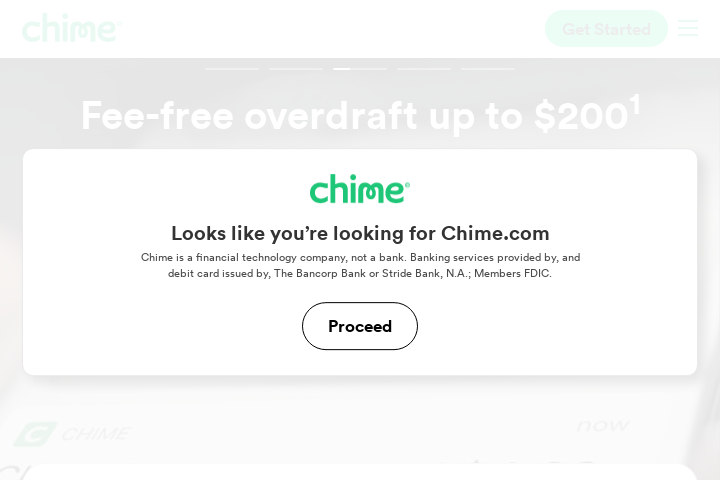 chime
Get Started
Fee-free overdraft up to $200¹
chime®
Looks like you’re looking for Chime.com
Chime is a financial technology company, not a bank. Banking services provided by, and
debit card issued by, The Bancorp Bank or Stride Bank, N.A.; Members FDIC.
Proceed
CHIME
now